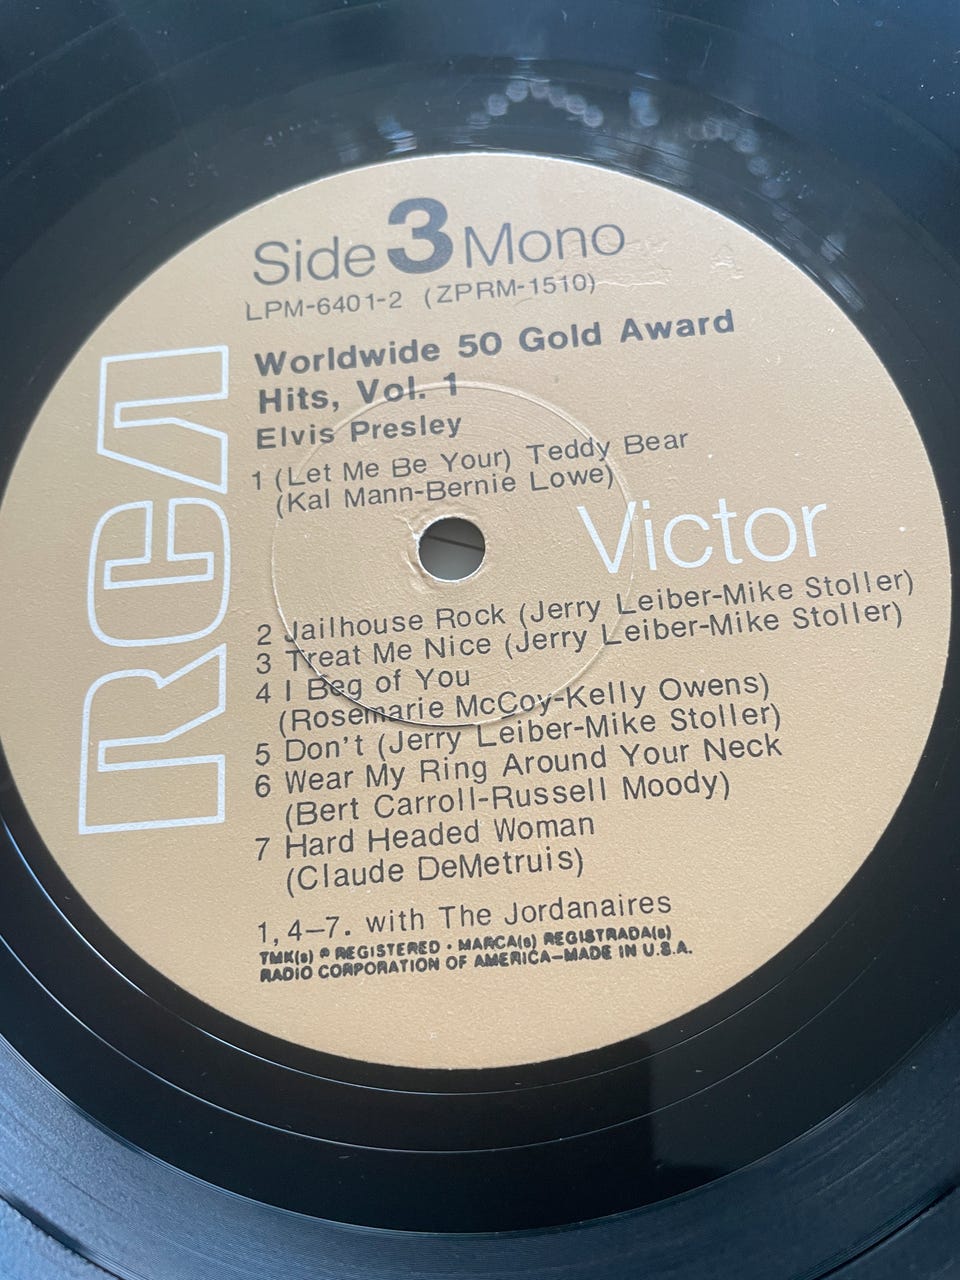 Side 3 Mono
LPM-6401-2 (ZPRM-1510)
Worldwide 50 Gold Award
Hits, Vol. 1
Elvis Presley
1 (Let Me Be Your) Teddy Bear
(Kal Mann-Bernie Lowe)
RCA
Victor
2 Jailhouse Rock (Jerry Leiber-Mike Stoller)
3 Treat Me Nice (Jerry Leiber-Mike Stoller)
4 I Beg of You
(Rosemarie McCoy-Kelly Owens)
5 Don't (Jerry Leiber-Mike Stoller)
6 Wear My Ring Around Your Neck
(Bert Carroll-Russell Moody)
7 Hard Headed Woman
(Claude DeMetruis)
1, 4–7. with The Jordanaires
TMK(s) ® REGISTERED • MARCA(s) REGISTRADA(s)
RADIO CORPORATION OF AMERICA—MADE IN U.S.A.